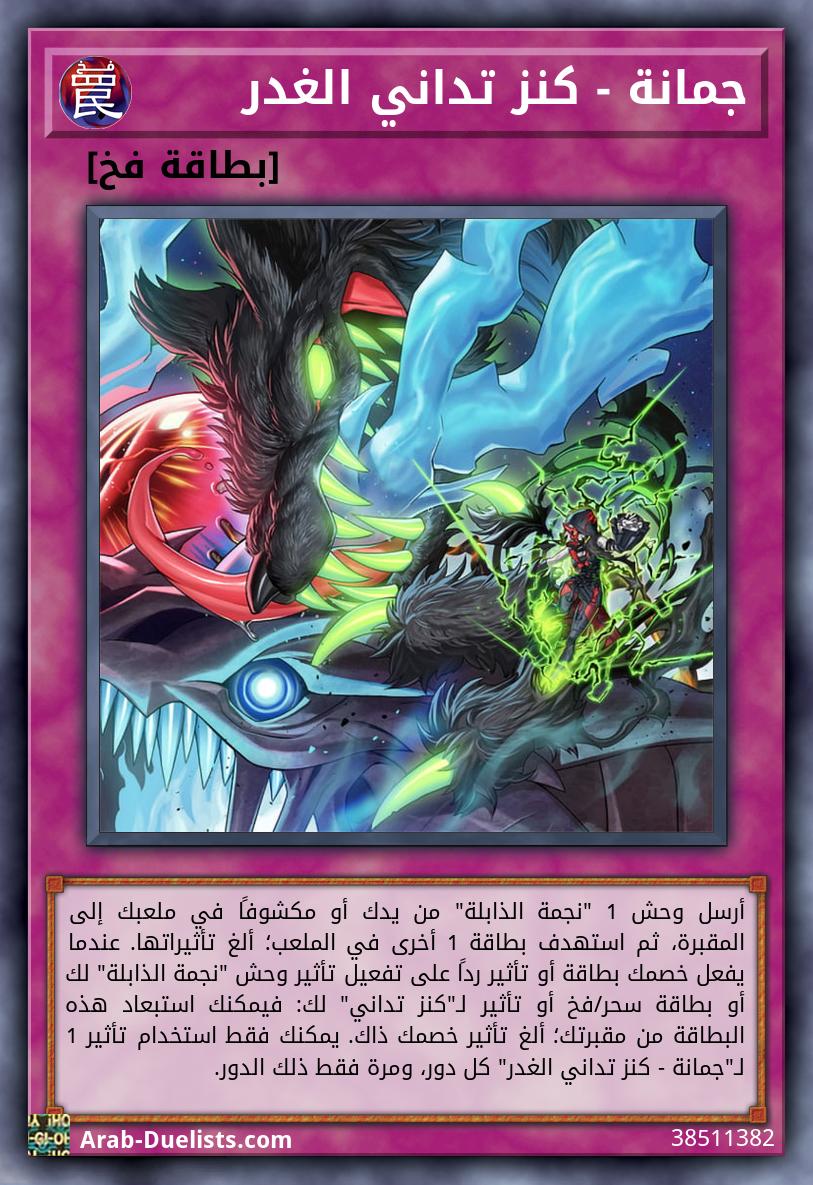 جمانة - كنز تداني الغدر
فخ
罠
[بطاقة فخ]
أرسل وحش 1 "نجمة الذابلة" من يدك أو مكشوفاً في ملعبك إلى
المقبرة، ثم استهدف بطاقة 1 أخرى في الملعب؛ ألغ تأثيراتها. عندما
يفعل خصمك بطاقة أو تأثير رداً على تفعيل تأثير وحش "نجمة الذابلة" لك
أو بطاقة سحر/فخ أو تأثير لـ"كنز تداني" لك: فيمكنك استبعاد هذه
البطاقة من مقبرتك؛ ألغ تأثير خصمك ذاك. يمكنك فقط استخدام تأثير 1
لـ"جمانة - كنز تداني الغدر" كل دور، ومرة فقط ذلك الدور.
Arab-Duelists.com
38511382